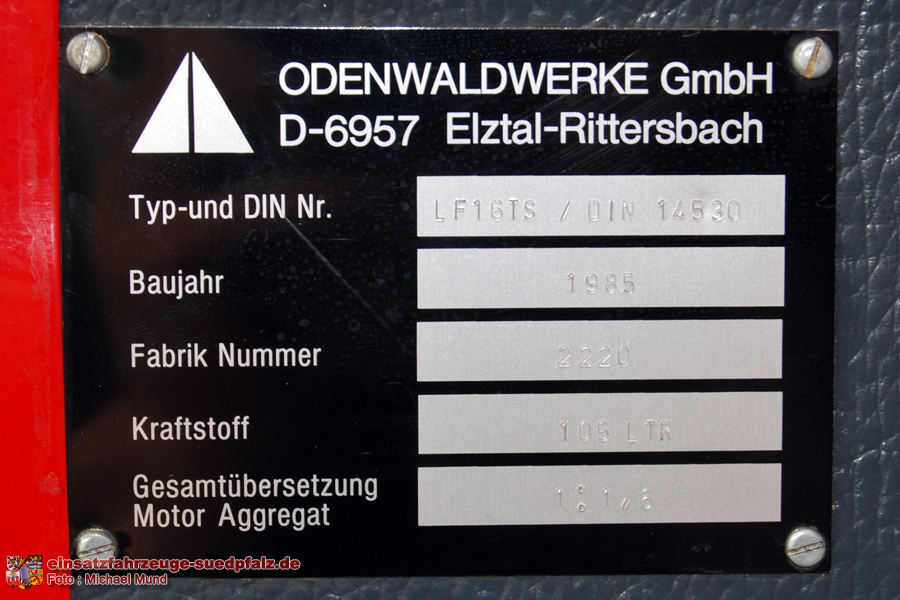 ODENWALDWERKE GmbH
D-6957 Elztal-Rittersbach
Typ-und DIN Nr. LF16TS / DIN 14530
Baujahr 1985
Fabrik Nummer 2220
Kraftstoff 105 LTR
Gesamtübersetzung
Motor Aggregat 1:1,
einsatzfahrzeuge-suedpfalz.de
Foto : Michael Mund